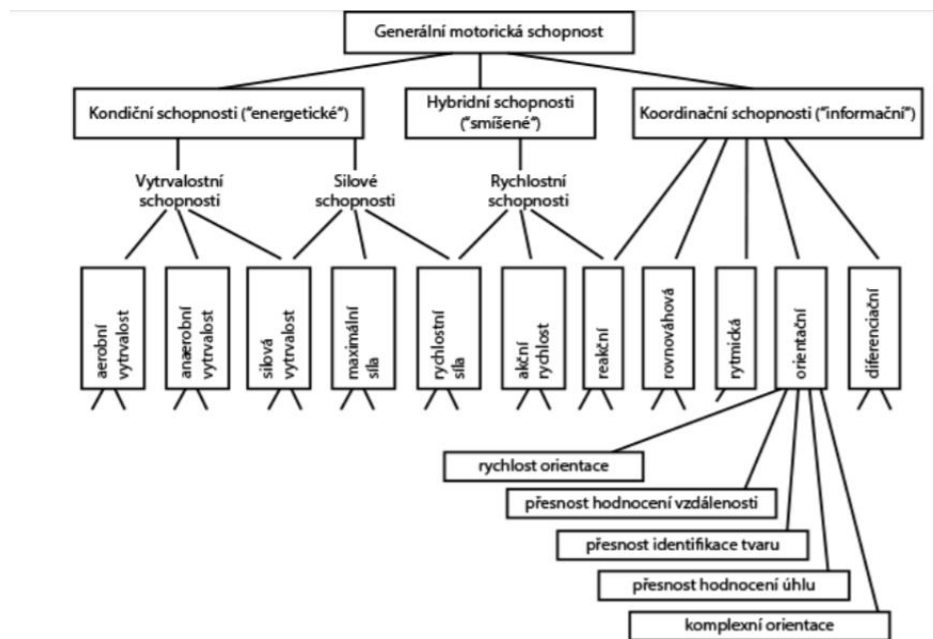 Generální motorická schopnost
Kondiční schopnosti ("energetické")
Hybridní schopnosti
("smíšené")
Koordinační schopnosti ("informační")
Vytrvalostní
schopnosti
Silové
schopnosti
Rychlostní
schopnosti
aerobní
vytrvalost
anaerobní
vytrvalost
silová
vytrvalost
maximální
síla
rychlostní
síla
akční
rychlost
reakční
rovnováhová
rytmická
orientační
diferenciační
rychlost orientace
přesnost hodnocení vzdálenosti
přesnost identifikace tvaru
přesnost hodnocení úhlu
komplexní orientace